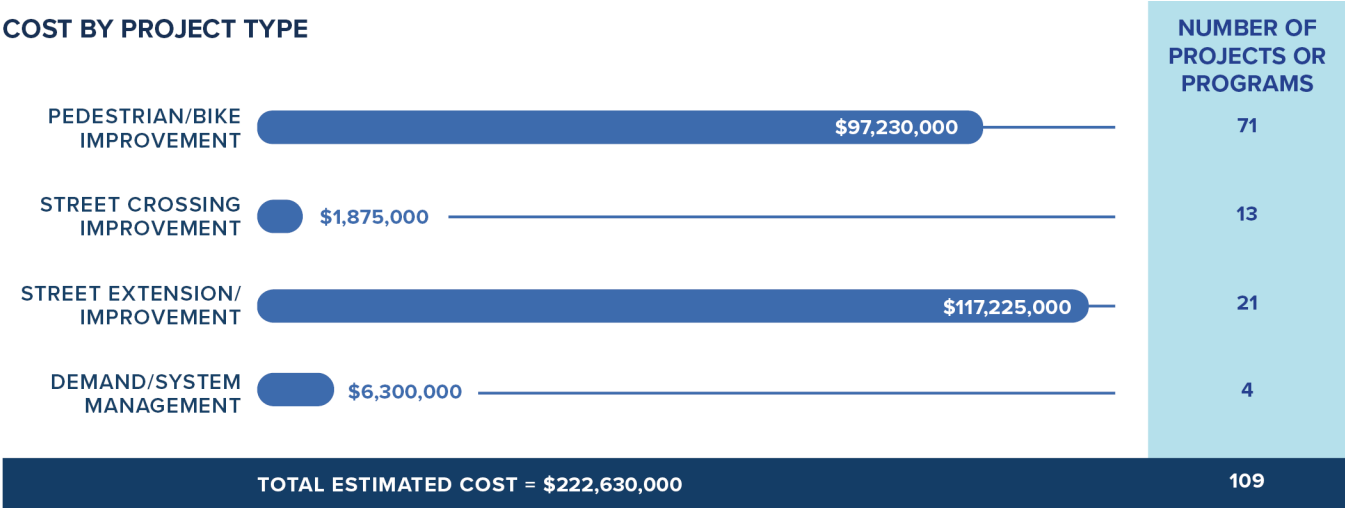 COST BY PROJECT TYPE
NUMBER OF
PROJECTS OR
PROGRAMS
PEDESTRIAN/BIKE
IMPROVEMENT
$97,230,000
71
STREET CROSSING
IMPROVEMENT
$1,875,000
13
STREET EXTENSION/
IMPROVEMENT
$117,225,000
21
DEMAND/SYSTEM
MANAGEMENT
$6,300,000
4
TOTAL ESTIMATED COST = $222,630,000
109